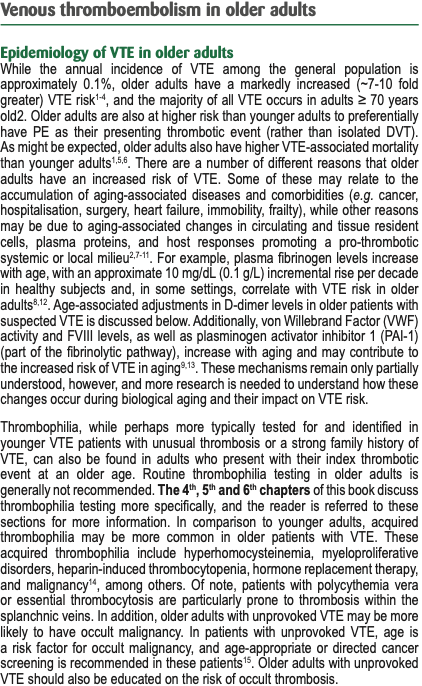 Venous thromboembolism in older adults
Epidemiology of VTE in older adults
While the annual incidence of VTE among the general population is
approximately 0.1%, older adults have a markedly increased (~7-10 fold
greater) VTE risk1-4, and the majority of all VTE occurs in adults ≥ 70 years
old2. Older adults are also at higher risk than younger adults to preferentially
have PE as their presenting thrombotic event (rather than isolated DVT).
As might be expected, older adults also have higher VTE-associated mortality
than younger adults1,5,6. There are a number of different reasons that older
adults have an increased risk of VTE. Some of these may relate to the
accumulation of aging-associated diseases and comorbidities (e.g. cancer,
hospitalisation, surgery, heart failure, immobility, frailty), while other reasons
may be due to aging-associated changes in circulating and tissue resident
cells, plasma proteins, and host responses promoting a pro-thrombotic
systemic or local milieu2,7-11. For example, plasma fibrinogen levels increase
with age, with an approximate 10 mg/dL (0.1 g/L) incremental rise per decade
in healthy subjects and, in some settings, correlate with VTE risk in older
adults8,12. Age-associated adjustments in D-dimer levels in older patients with
suspected VTE is discussed below. Additionally, von Willebrand Factor (VWF)
activity and FVIII levels, as well as plasminogen activator inhibitor 1 (PAI-1)
(part of the fibrinolytic pathway), increase with aging and may contribute to
the increased risk of VTE in aging9,13. These mechanisms remain only partially
understood, however, and more research is needed to understand how these
changes occur during biological aging and their impact on VTE risk.
Thrombophilia, while perhaps more typically tested for and identified in
younger VTE patients with unusual thrombosis or a strong family history of
VTE, can also be found in adults who present with their index thrombotic
event at an older age. Routine thrombophilia testing in older adults is
generally not recommended. The 4th, 5th and 6th chapters of this book discuss
thrombophilia testing more specifically, and the reader is referred to these
sections for more information. In comparison to younger adults, acquired
thrombophilia may be more common in older patients with VTE. These
acquired thrombophilia include hyperhomocysteinemia, myeloproliferative
disorders, heparin-induced thrombocytopenia, hormone replacement therapy,
and malignancy14, among others. Of note, patients with polycythemia vera
or essential thrombocytosis are particularly prone to thrombosis within the
splanchnic veins. In addition, older adults with unprovoked VTE may be more
likely to have occult malignancy. In patients with unprovoked VTE, age is
a risk factor for occult malignancy, and age-appropriate or directed cancer
screening is recommended in these patients15. Older adults with unprovoked
VTE should also be educated on the risk of occult thrombosis.